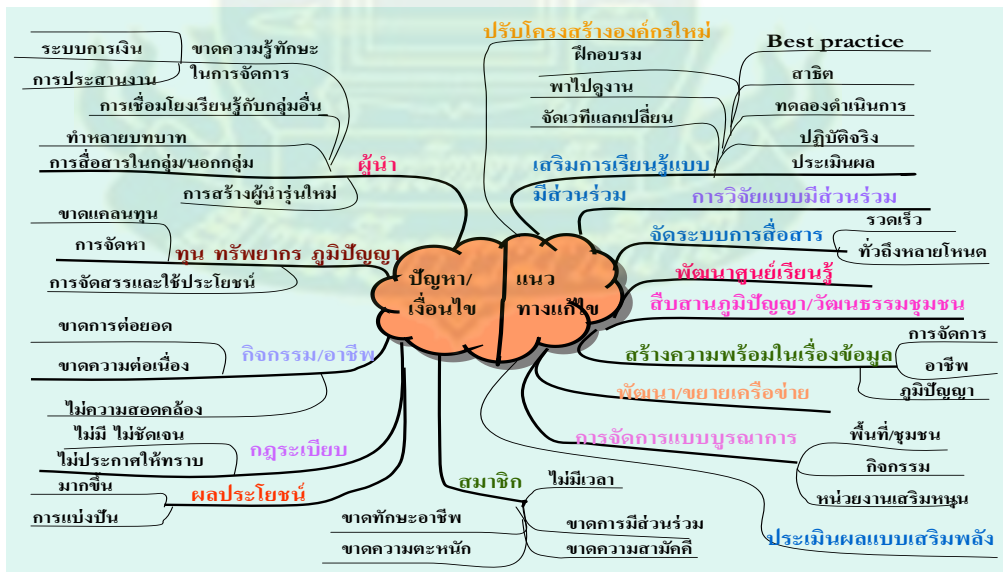 ปรับโครงสร้างองค์กรใหม่
ระบบการเงิน
การประสานงาน
ขาดความรู้ทักษะ
ในการจัดการ
การเชื่อมโยงเรียนรู้กับกลุ่มอื่น
ทำหลายบทบาท
การสื่อสารในกลุ่ม/นอกกลุ่ม
ผู้นำ
การสร้างผู้นำรุ่นใหม่
ขาดแคลนทุน
การจัดหา
ทุน ทรัพยากร ภูมิปัญญา
การจัดสรรและใช้ประโยชน์
ขาดการต่อยอด
ขาดความต่อเนื่อง
กิจกรรม/อาชีพ
ไม่ความสอดคล้อง
ไม่มี ไม่ชัดเจน
ไม่ประกาศให้ทราบ
กฎระเบียบ
มากขึ้น
การแบ่งปัน
ผลประโยชน์
สมาชิก
ไม่มีเวลา
ขาดทักษะอาชีพ
ขาดความตะหนัก
ขาดการมีส่วนร่วม
ขาดความสามัคคี
ปัญหา/
เงื่อนไข
แนว
ทางแก้ไข
ฝึกอบรม
พาไปดูงาน
จัดเวทีแลกเปลี่ยน
Best practice
สาธิต
ทดลองดำเนินการ
ปฏิบัติจริง
ประเมินผล
เสริมการเรียนรู้แบบ
มีส่วนร่วม
การวิจัยแบบมีส่วนร่วม
จัดระบบการสื่อสาร
รวดเร็ว
ทั่วถึงหลายโหนด
พัฒนาศูนย์เรียนรู้
สืบสานภูมิปัญญา/วัฒนธรรมชุมชน
สร้างความพร้อมในเรื่องข้อมูล
การจัดการ
อาชีพ
ภูมิปัญญา
พัฒนา/ขยายเครือข่าย
การจัดการแบบบูรณาการ
พื้นที่/ชุมชน
กิจกรรม
หน่วยงานเสริมหนุน
ประเมินผลแบบเสริมพลัง